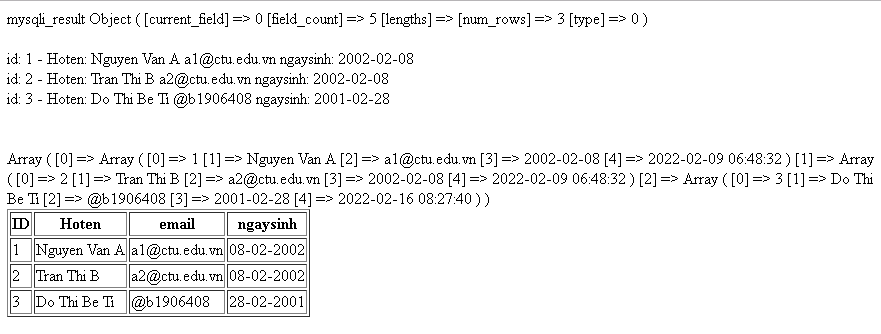 mysqli_result Object ( [current_field] => 0 [field_count] => 5 [lengths] => [num_rows] => 3 [type] => 0 )
id: 1 - Hoten: Nguyen Van A a1@ctu.edu.vn ngaysinh: 2002-02-08
id: 2 - Hoten: Tran Thi B a2@ctu.edu.vn ngaysinh: 2002-02-08
id: 3 - Hoten: Do Thi Be Ti @b1906408 ngaysinh: 2001-02-28
Array ( [0] => Array ( [0] => 1 [1] => Nguyen Van A [2] => a1@ctu.edu.vn [3] => 2002-02-08 [4] => 2022-02-09 06:48:32 ) [1] => Array
( [0] => 2 [1] => Tran Thi B [2] => a2@ctu.edu.vn [3] => 2002-02-08 [4] => 2022-02-09 06:48:32 ) [2] => Array ( [0] => 3 [1] => Do Thi
Be Ti [2] => @b1906408 [3] => 2001-02-28 [4] => 2022-02-16 08:27:40 ) )
ID Hoten email ngaysinh
1 Nguyen Van A a1@ctu.edu.vn 08-02-2002
2 Tran Thi B a2@ctu.edu.vn 08-02-2002
3 Do Thi Be Ti @b1906408 28-02-2001